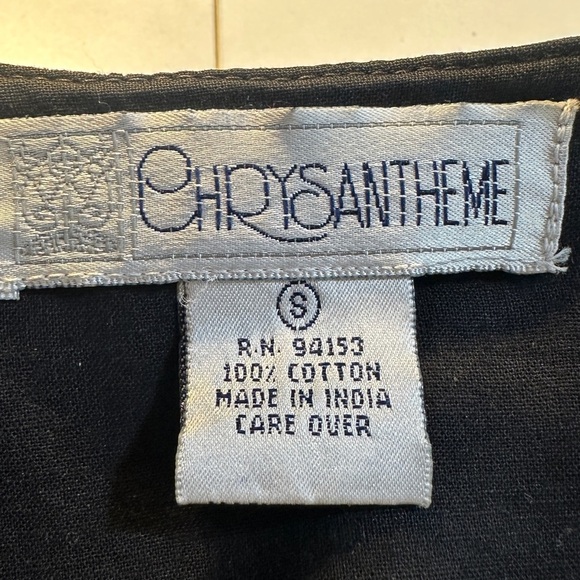 CHRYSANTHEME
S
R.N. 94153
100% COTTON
MADE IN INDIA
CARE OVER